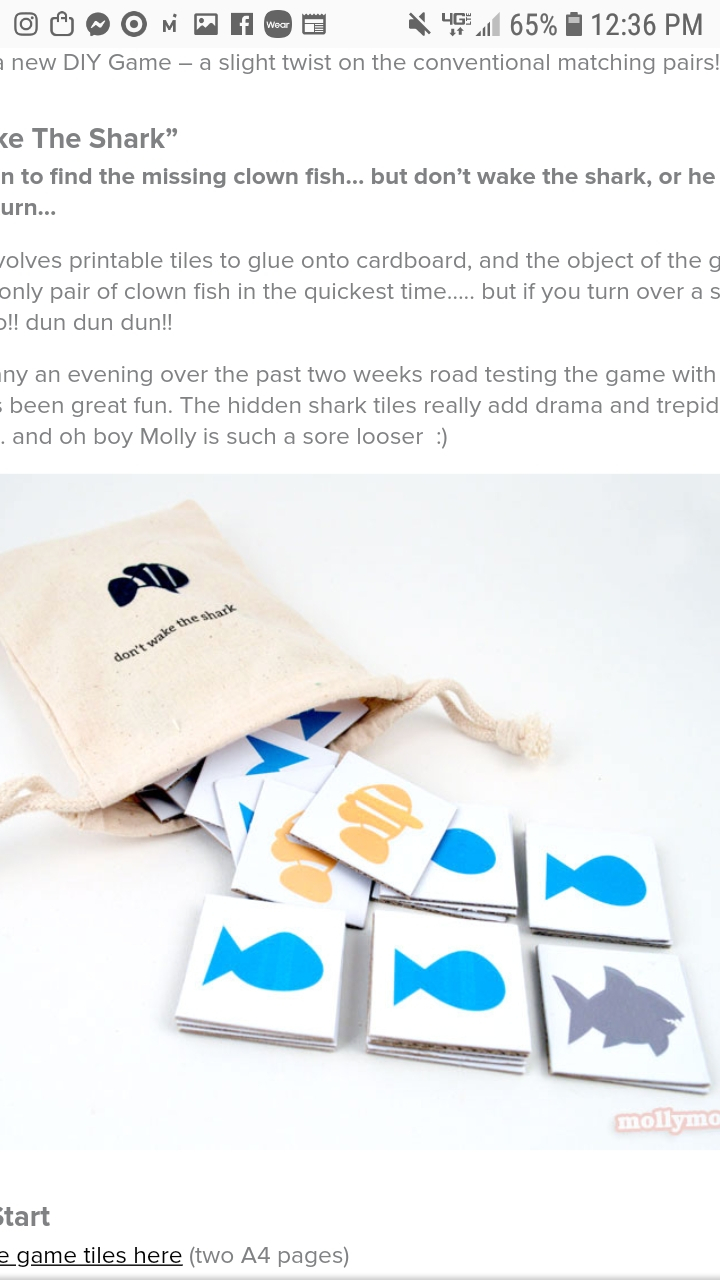 Wear
4G LTE 65% 12:36 PM
a new DIY Game – a slight twist on the conventional matching pairs!
ke The Shark”
n to find the missing clown fish... but don’t wake the shark, or he
urn...
volves printable tiles to glue onto cardboard, and the object of the g
only pair of clown fish in the quickest time..... but if you turn over a s
o!! dun dun dun!!
any an evening over the past two weeks road testing the game with
s been great fun. The hidden shark tiles really add drama and trepid
. and oh boy Molly is such a sore looser :)
don't wake the shark
mollymo
Start
e game tiles here (two A4 pages)